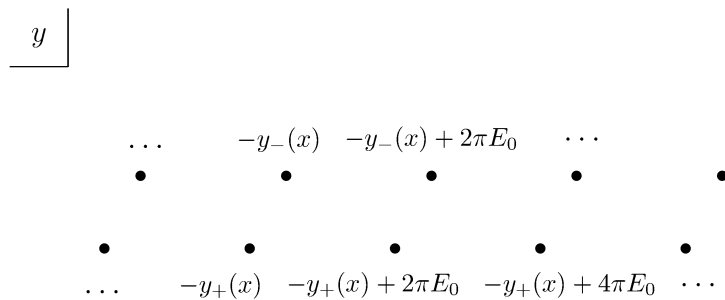 y
... −y₋(x) −y₋(x) + 2πE₀ ...
... −y₊(x) −y₊(x) + 2πE₀ −y₊(x) + 4πE₀ ...